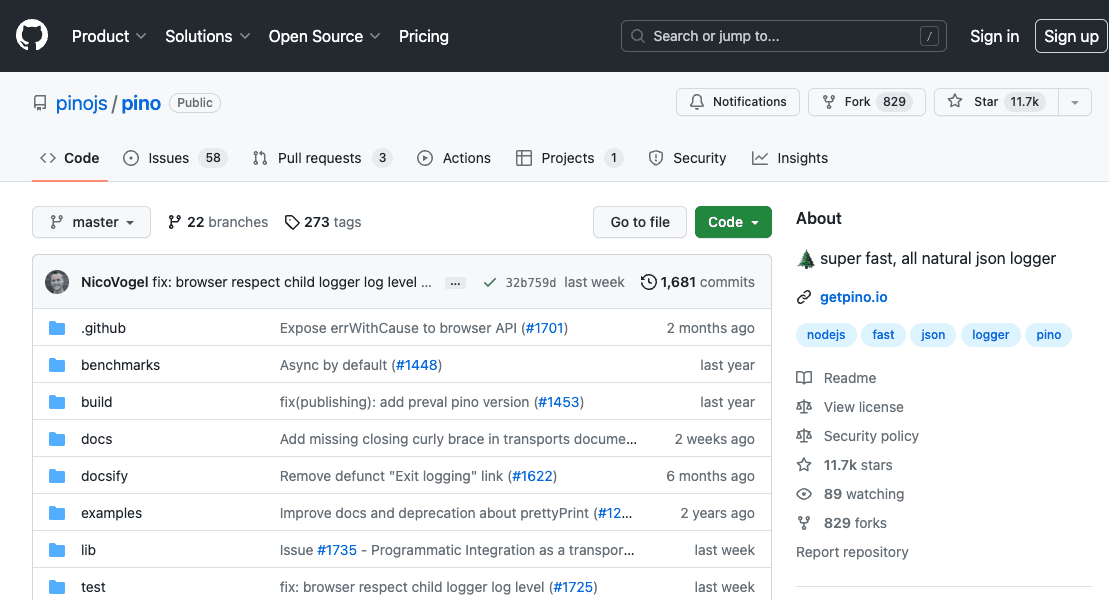 Product Solutions Open Source Pricing Search or jump to... / Sign in Sign up
pinojs / pino Public Notifications Fork 829 Star 11.7k
Code Issues 58 Pull requests 3 Actions Projects 1 Security Insights
master 22 branches 273 tags Go to file Code
NicoVogel fix: browser respect child logger log level … ... 32b759d last week 1,681 commits
.github Expose errWithCause to browser API (#1701) 2 months ago
benchmarks Async by default (#1448) last year
build fix(publishing): add preval pino version (#1453) last year
docs Add missing closing curly brace in transports docume… 2 weeks ago
docsify Remove defunct "Exit logging" link (#1622) 6 months ago
examples Improve docs and deprecation about prettyPrint (#12… 2 years ago
lib Issue #1735 - Programmatic Integration as a transpor… last week
test fix: browser respect child logger log level (#1725) last week
About
🌲 super fast, all natural json logger
getpino.io
nodejs fast json logger pino
Readme
View license
Security policy
11.7k stars
89 watching
829 forks
Report repository